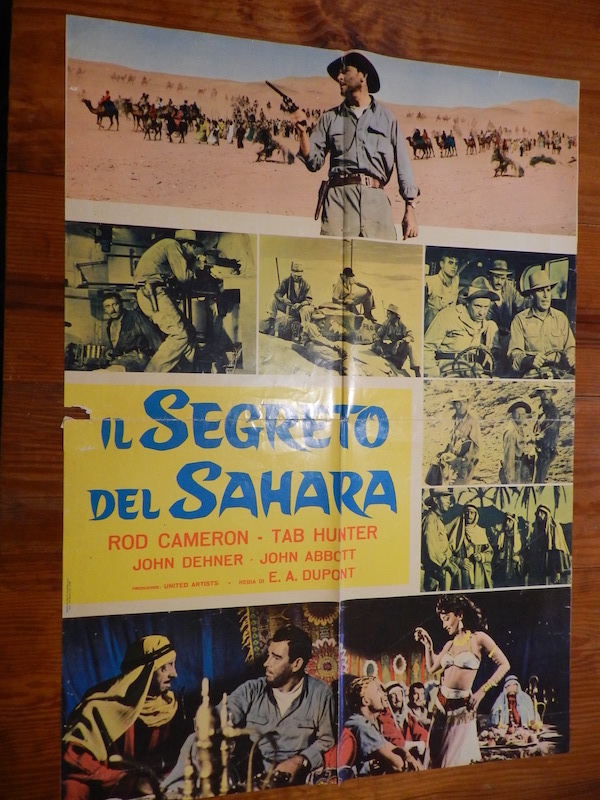 IL SEGRETO
DEL SAHARA
ROD CAMERON - TAB HUNTER
JOHN DEHNER · JOHN ABBOTT
PRODUZIONE: UNITED ARTISTS - REGIA DI E. A. DUPONT